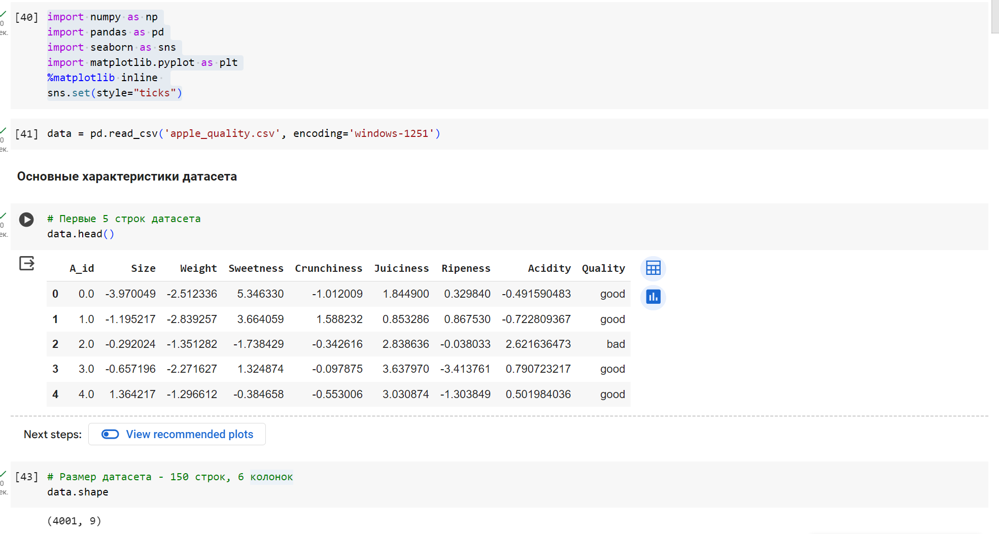 [40] import numpy as np
import pandas as pd
import seaborn as sns
import matplotlib.pyplot as plt
%matplotlib inline
sns.set(style="ticks")
0
ек.
[41] data = pd.read_csv('apple_quality.csv', encoding='windows-1251')
0
ек.
Основные характеристики датасета
# Первые 5 строк датасета
data.head()
0
ек.
A_id Size Weight Sweetness Crunchiness Juiciness Ripeness Acidity Quality
0 0.0 -3.970049 -2.512336 5.346330 -1.012009 1.844900 0.329840 -0.491590483 good
1 1.0 -1.195217 -2.839257 3.664059 1.588232 0.853286 0.867530 -0.722809367 good
2 2.0 -0.292024 -1.351282 -1.738429 -0.342616 2.838636 -0.038033 2.621636473 bad
3 3.0 -0.657196 -2.271627 1.324874 -0.097875 3.637970 -3.413761 0.790723217 good
4 4.0 1.364217 -1.296612 -0.384658 -0.553006 3.030874 -1.303849 0.501984036 good
Next steps: View recommended plots
[43] # Размер датасета - 150 строк, 6 колонок
data.shape
0
ек.
(4001, 9)